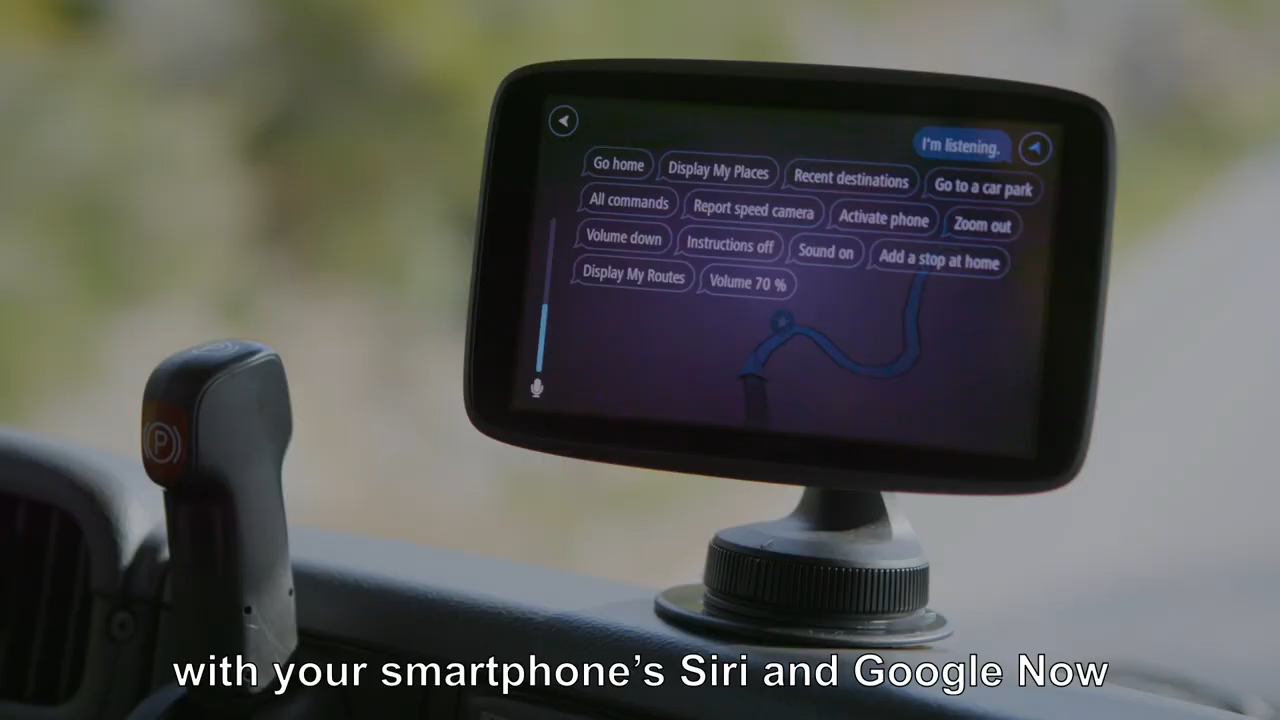 I'm listening.
Go home Display My Places Recent destinations Go to a car park
All commands Report speed camera Activate phone Zoom out
Volume down Instructions off Sound on Add a stop at home
Display My Routes Volume 70 %
P
with your smartphone’s Siri and Google Now